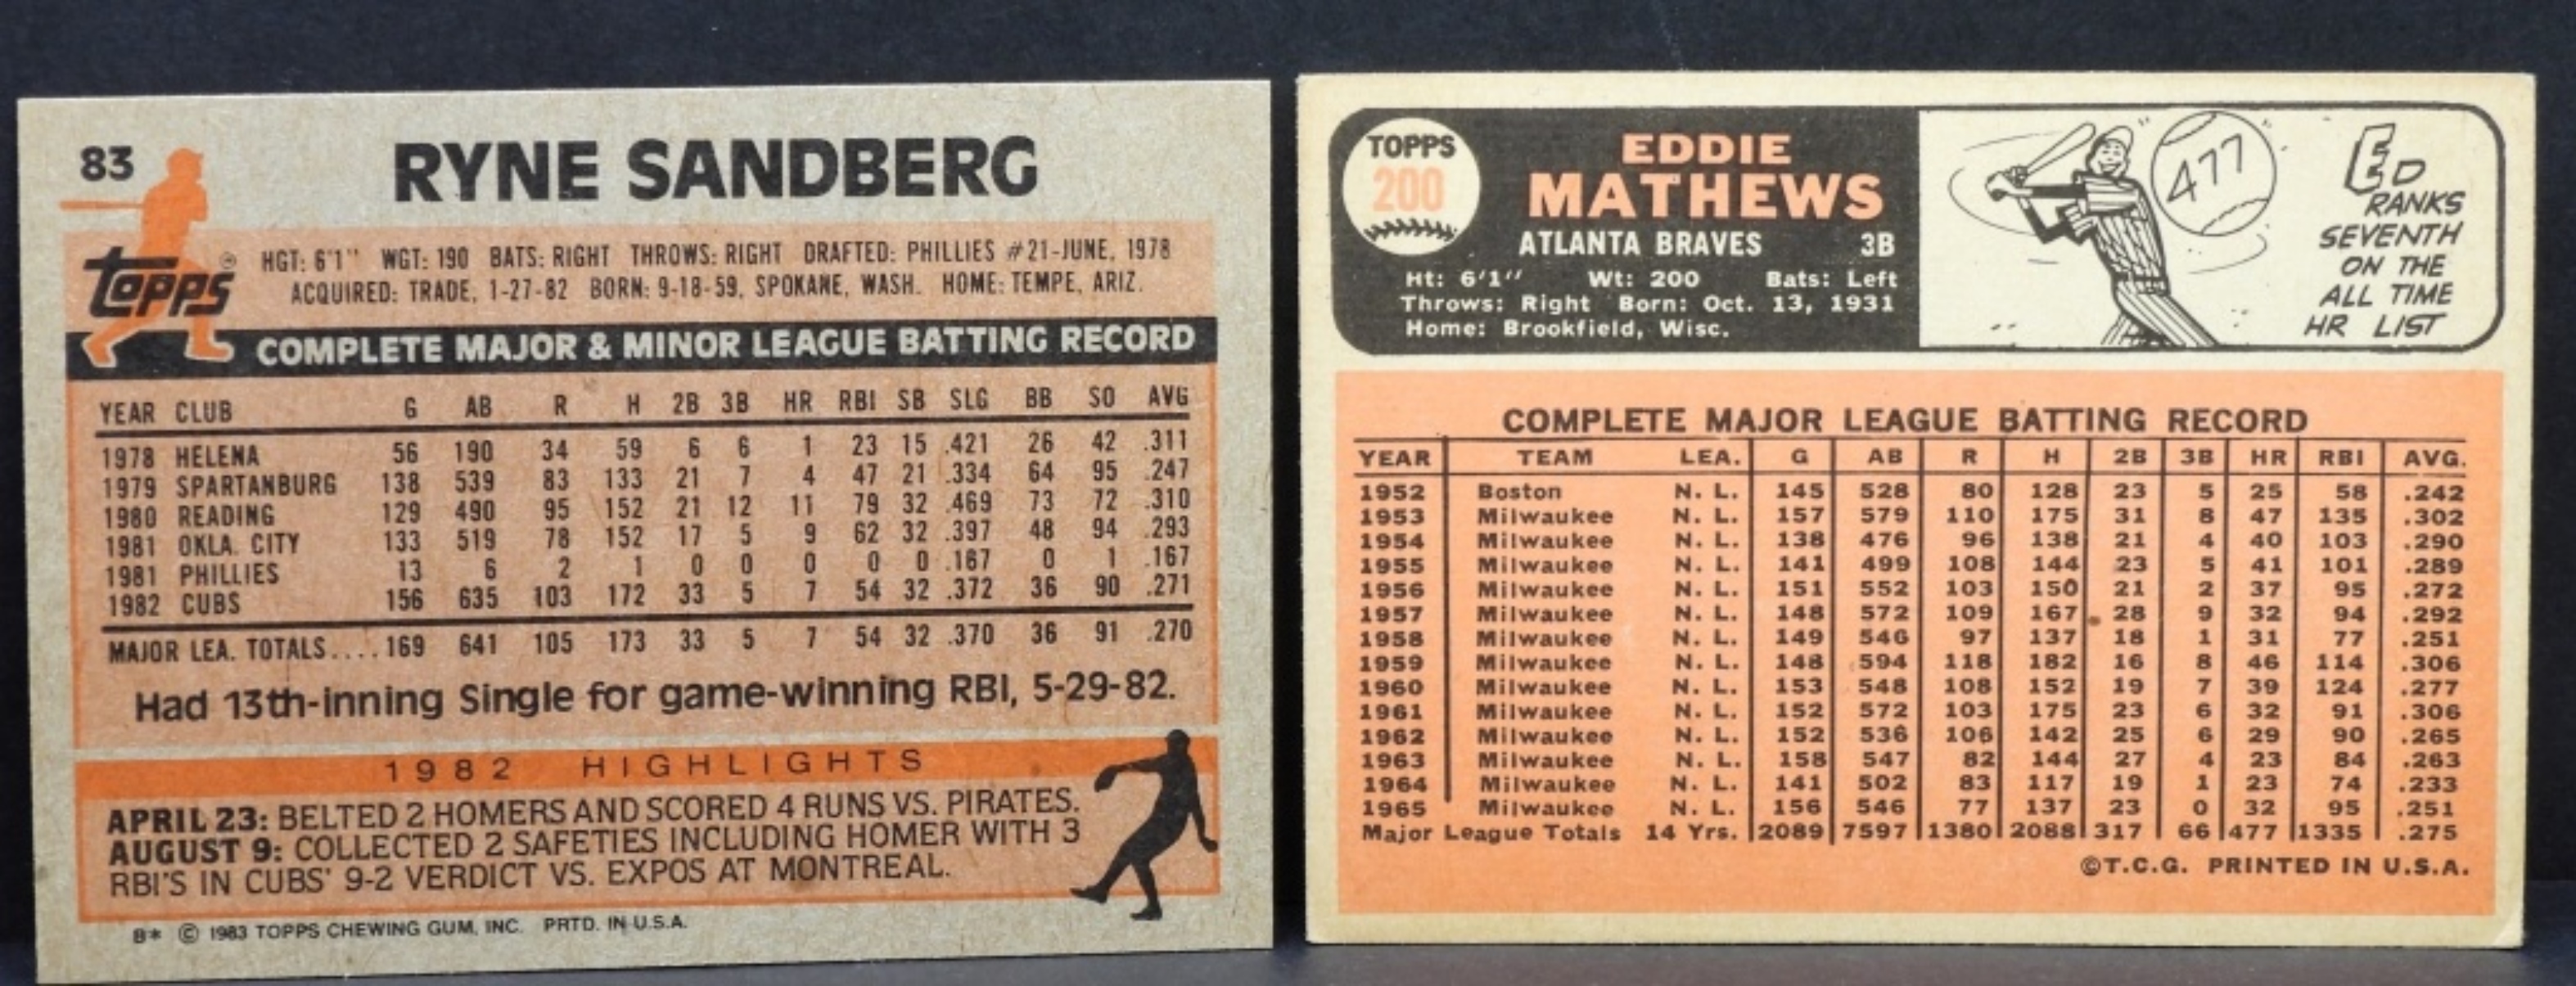 83
RYNE SANDBERG
topps®
HGT: 6'1" WGT: 190 BATS: RIGHT THROWS: RIGHT DRAFTED: PHILLIES #21-JUNE, 1978
ACQUIRED: TRADE, 1-27-82 BORN: 9-18-59, SPOKANE, WASH. HOME: TEMPE, ARIZ.
COMPLETE MAJOR & MINOR LEAGUE BATTING RECORD
YEAR CLUB G AB R H 2B 3B HR RBI SB SLG BB SO AVG
1978 HELENA 56 190 34 59 6 6 1 23 15 .421 26 42 .311
1979 SPARTANBURG 138 539 83 133 21 7 4 47 21 .334 64 95 .247
1980 READING 129 490 95 152 21 12 11 79 32 .469 73 72 .310
1981 OKLA. CITY 133 519 78 152 17 5 9 62 32 .397 48 94 .293
1981 PHILLIES 13 6 2 1 0 0 0 0 0 .167 0 1 .167
1982 CUBS 156 635 103 172 33 5 7 54 32 .372 36 90 .271
MAJOR LEA. TOTALS.... 169 641 105 173 33 5 7 54 32 .370 36 91 .270
Had 13th-inning Single for game-winning RBI, 5-29-82.
1982 HIGHLIGHTS
APRIL 23: BELTED 2 HOMERS AND SCORED 4 RUNS VS. PIRATES.
AUGUST 9: COLLECTED 2 SAFETIES INCLUDING HOMER WITH 3
RBI'S IN CUBS' 9-2 VERDICT VS. EXPOS AT MONTREAL.
B* © 1983 TOPPS CHEWING GUM, INC. PRTD. IN U.S.A.
TOPPS
200
EDDIE
MATHEWS
ATLANTA BRAVES 3B
Ht: 6'1" Wt: 200 Bats: Left
Throws: Right Born: Oct. 13, 1931
Home: Brookfield, Wisc.
477
ED
RANKS
SEVENTH
ON THE
ALL TIME
HR LIST
COMPLETE MAJOR LEAGUE BATTING RECORD
YEAR TEAM LEA. G AB R H 2B 3B HR RBI AVG.
1952 Boston N. L. 145 528 80 128 23 5 25 58 .242
1953 Milwaukee N. L. 157 579 110 175 31 8 47 135 .302
1954 Milwaukee N. L. 138 476 96 138 21 4 40 103 .290
1955 Milwaukee N. L. 141 499 108 144 23 5 41 101 .289
1956 Milwaukee N. L. 151 552 103 150 21 2 37 95 .272
1957 Milwaukee N. L. 148 572 109 167 28 9 32 94 .292
1958 Milwaukee N. L. 149 546 97 137 18 1 31 77 .251
1959 Milwaukee N. L. 148 594 118 182 16 8 46 114 .306
1960 Milwaukee N. L. 153 548 108 152 19 7 39 124 .277
1961 Milwaukee N. L. 152 572 103 175 23 6 32 91 .306
1962 Milwaukee N. L. 152 536 106 142 25 6 29 90 .265
1963 Milwaukee N. L. 158 547 82 144 27 4 23 84 .263
1964 Milwaukee N. L. 141 502 83 117 19 1 23 74 .233
1965 Milwaukee N. L. 156 546 77 137 23 0 32 95 .251
Major League Totals 14 Yrs. 2089 7597 1380 2088 317 66 477 1335 .275
©T.C.G. PRINTED IN U.S.A.